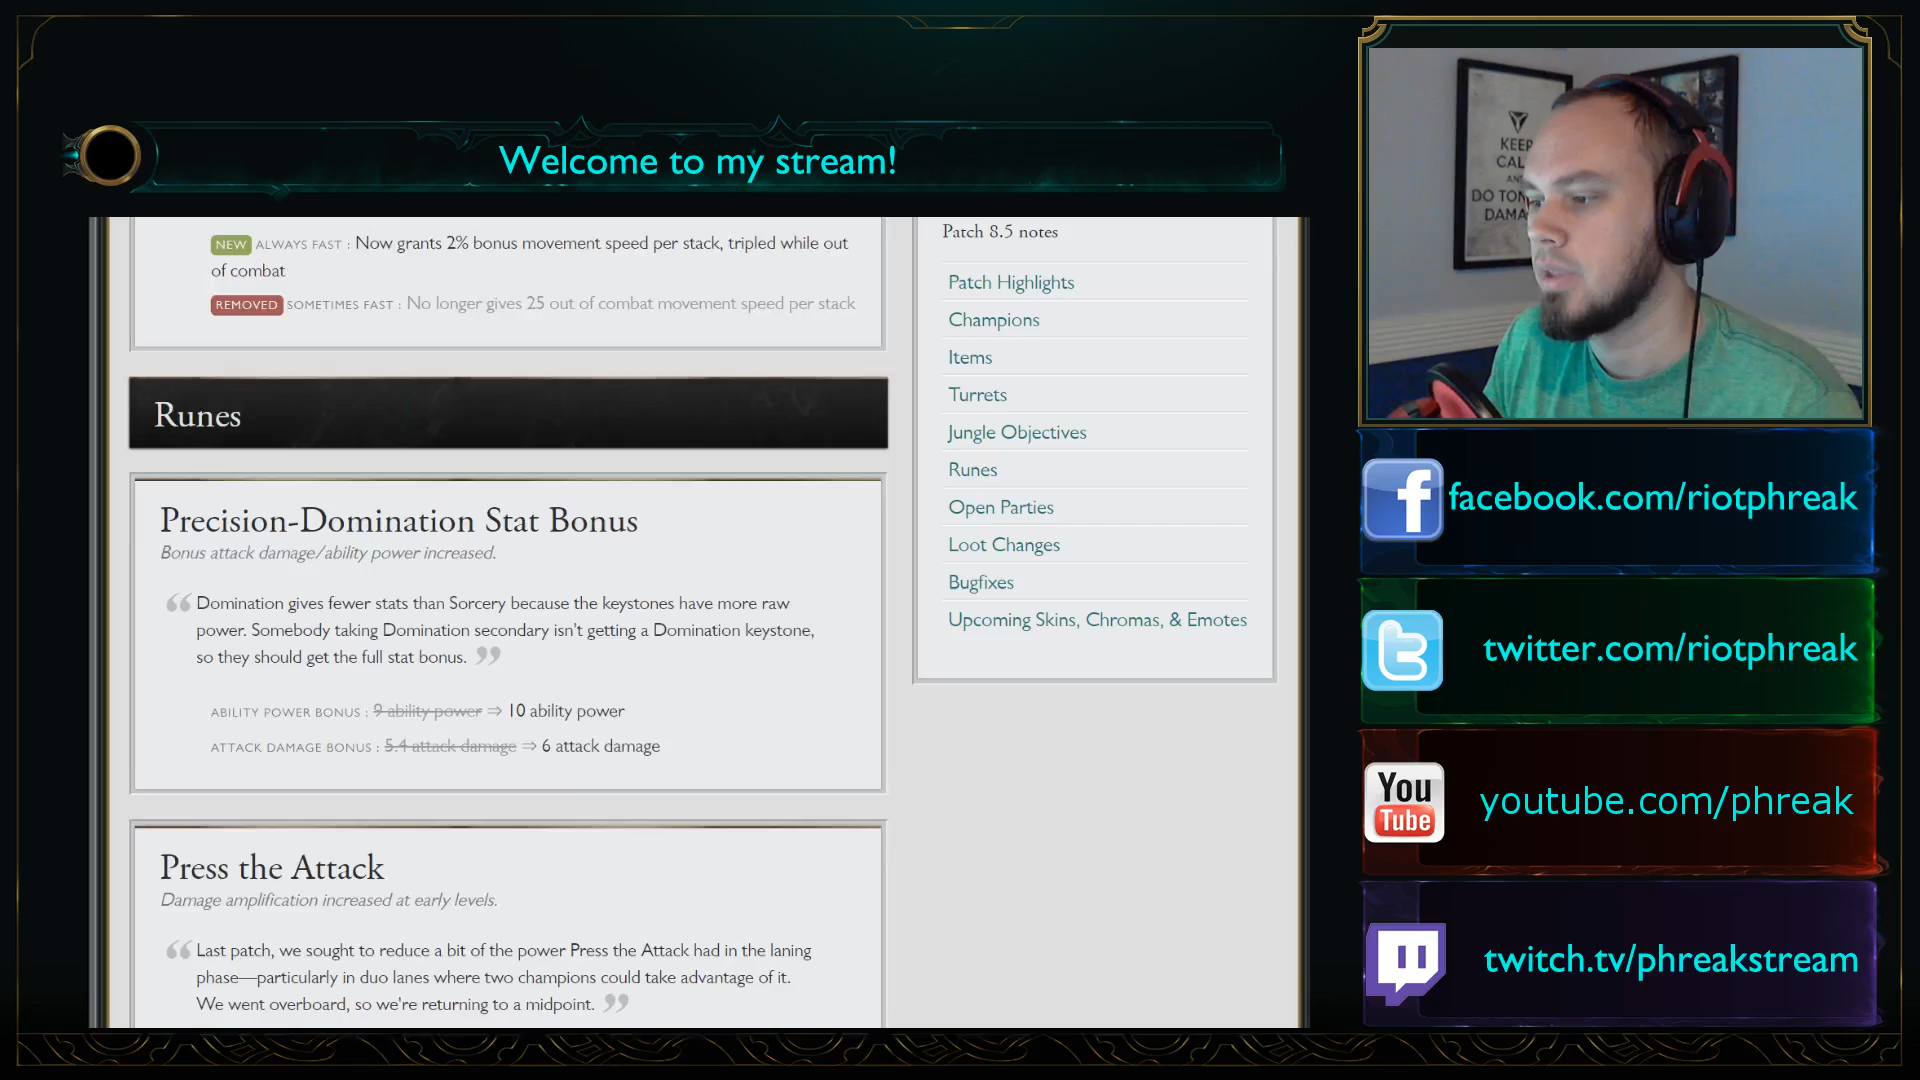 Welcome to my stream!
NEW ALWAYS FAST : Now grants 2% bonus movement speed per stack, tripled while out
of combat
REMOVED SOMETIMES FAST : No longer gives 25 out of combat movement speed per stack
Runes
Precision-Domination Stat Bonus
Bonus attack damage/ability power increased.
“ Domination gives fewer stats than Sorcery because the keystones have more raw
power. Somebody taking Domination secondary isn't getting a Domination keystone,
so they should get the full stat bonus. ”
ABILITY POWER BONUS : 9 ability power ⇒ 10 ability power
ATTACK DAMAGE BONUS : 5.4 attack damage ⇒ 6 attack damage
Press the Attack
Damage amplification increased at early levels.
“ Last patch, we sought to reduce a bit of the power Press the Attack had in the laning
phase—particularly in duo lanes where two champions could take advantage of it.
We went overboard, so we're returning to a midpoint. ”
Patch 8.5 notes
Patch Highlights
Champions
Items
Turrets
Jungle Objectives
Runes
Open Parties
Loot Changes
Bugfixes
Upcoming Skins, Chromas, & Emotes
KEEP
AND
DO
facebook.com/riotphreak
twitter.com/riotphreak
You
Tube
youtube.com/phreak
twitch.tv/phreakstream